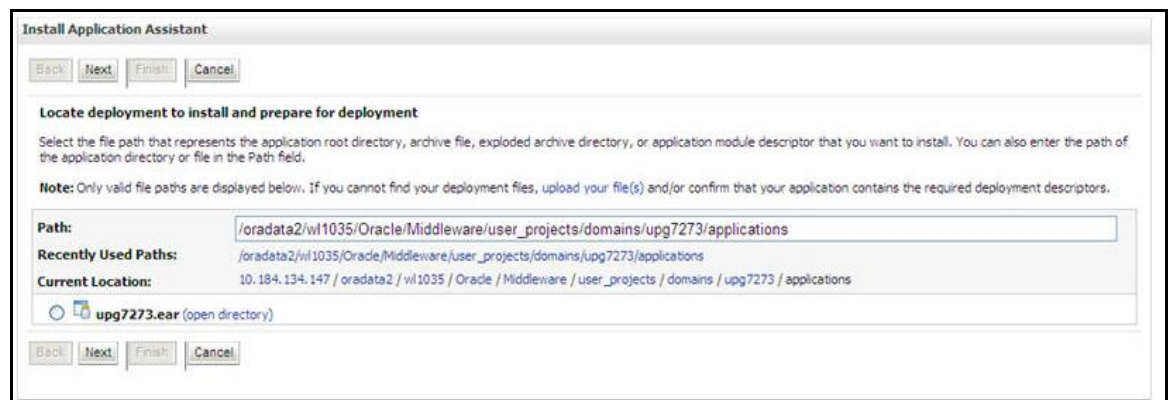 Install Application Assistant
Back Next Finish Cancel
Locate deployment to install and prepare for deployment
Select the file path that represents the application root directory, archive file, exploded archive directory, or application module descriptor that you want to install. You can also enter the path of
the application directory or file in the Path field.
Note: Only valid file paths are displayed below. If you cannot find your deployment files, upload your file(s) and/or confirm that your application contains the required deployment descriptors.
Path: /oradata2/wl1035/Oracle/Middleware/user_projects/domains/upg7273/applications
Recently Used Paths: /oradata2/wl1035/Oracle/Middleware/user_projects/domains/upg7273/applications
Current Location: 10.184.134.147 / oradata2 / wl1035 / Oracle / Middleware / user_projects / domains / upg7273 / applications
upg7273.ear (open directory)
Back Next Finish Cancel